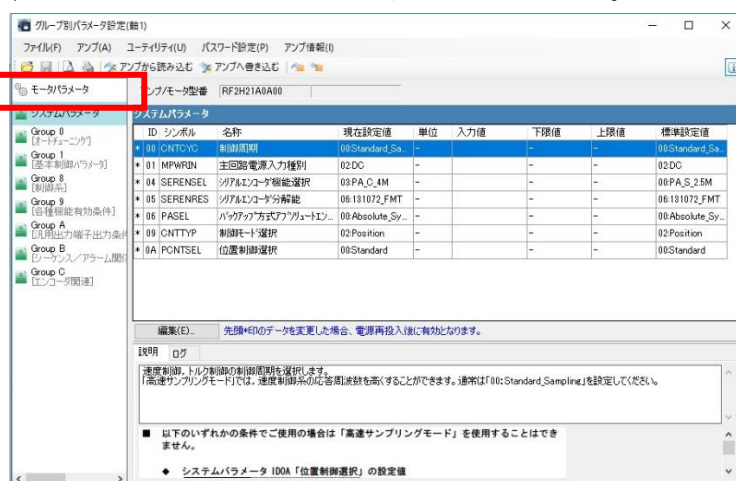 グループ別パラメータ設定(軸1)
ファイル(F) アンプ(A) ユーティリティ(U) パスワード設定(P) アンプ情報(I)
アンプから読み込む アンプへ書き込む
モータパラメータ
アンプ/モータ型番 RF2H21A0A00
システムパラメータ
Group 0
[オートチューニング]
Group 1
[基本制御パラメータ]
Group 8
[制御系]
Group 9
[各種機能有効条件]
Group A
[汎用出力端子出力条件
Group B
[シーケンス/アラーム関
Group C
[エンコーダ関連]
システムパラメータ
ID シンボル 名称 現在設定値 単位 入力値 下限値 上限値 標準設定値
* 00 CNTCYC 制御周期 00:Standard_Sa... - - - 00:Standard_Sa...
* 01 MPWRIN 主回路電源入力種別 02:DC - - - 02:DC
* 04 SERENSEL シリアルエンコーダ機能選択 03:PA_C_4M - - - 00:PA_S_2.5M
* 05 SERENRES シリアルエンコーダ分解能 06:131072_FMT - - - 06:131072_FMT
* 06 PASEL バックアップ方式アブソリュートエン... 00:Absolute_Sy... - - - 00:Absolute_Sy...
* 09 CNTTYP 制御モード選択 02:Position - - - 02:Position
* 0A PCNTSEL 位置制御選択 00:Standard - - - 00:Standard
編集(E)... 先頭*印のデータを変更した場合、電源再投入後に有効となります。
説明 ログ
速度制御，トルク制御の制御周期を選択します。
「高速サンプリングモード」では，速度制御系の応答周波数を高くすることができます。通常は「00：Standard_Sampling」を設定してください。
■ 以下のいずれかの条件でご使用の場合は「高速サンプリングモード」を使用することはでき
ません。
◆ システムパラメータ ID0A「位置制御選択」の設定値